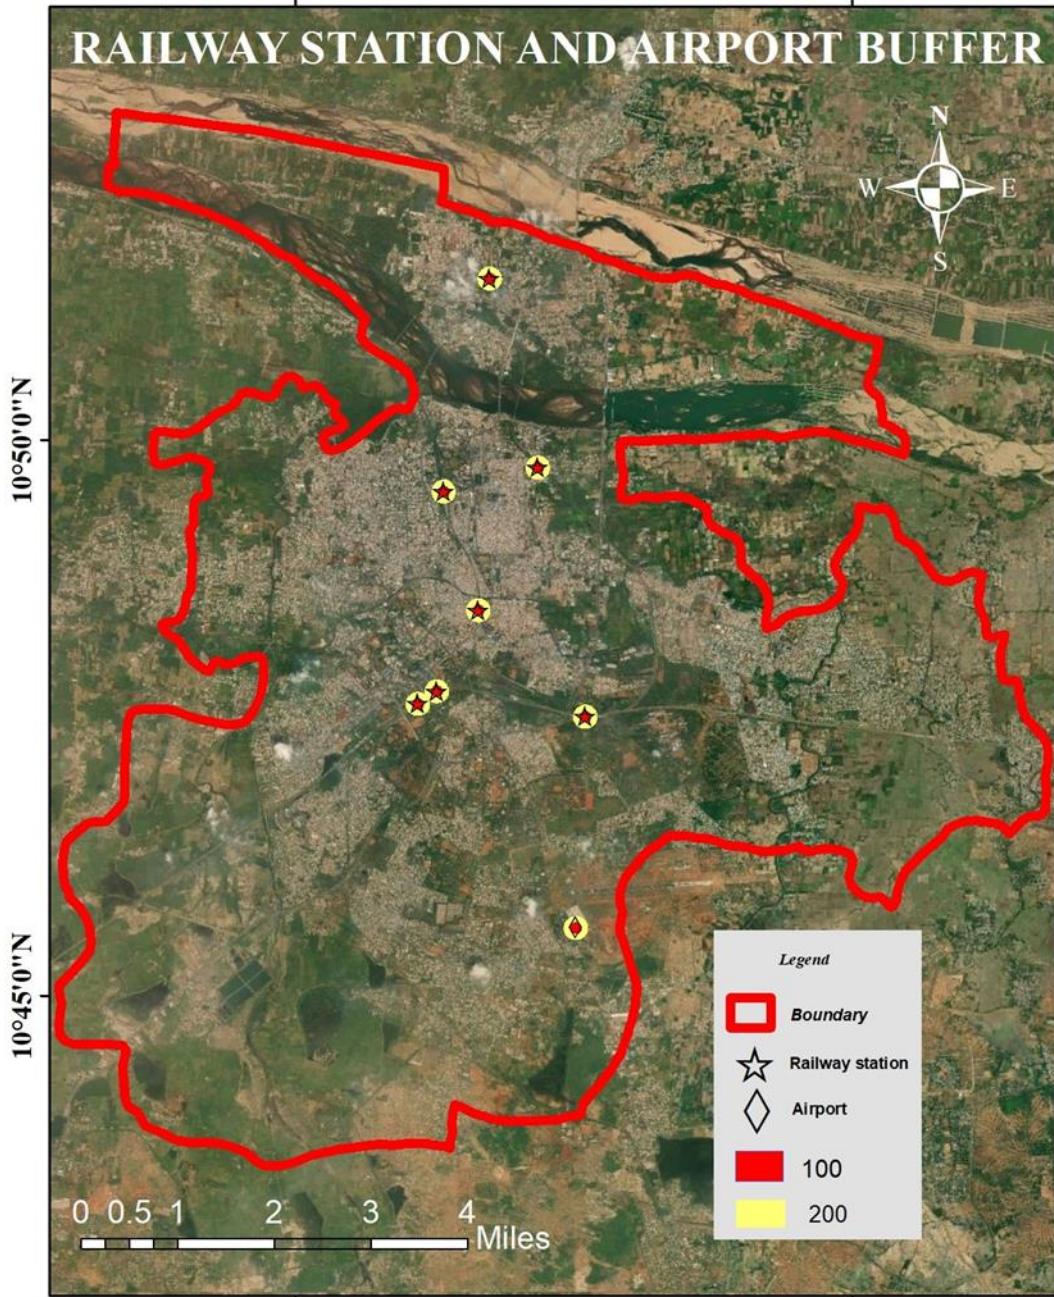 RAILWAY STATION AND AIRPORT BUFFER
N
W E
S
10°50'0"N
10°45'0"N
Legend
Boundary
Railway station
Airport
100
200
0 0.5 1 2 3 4
Miles